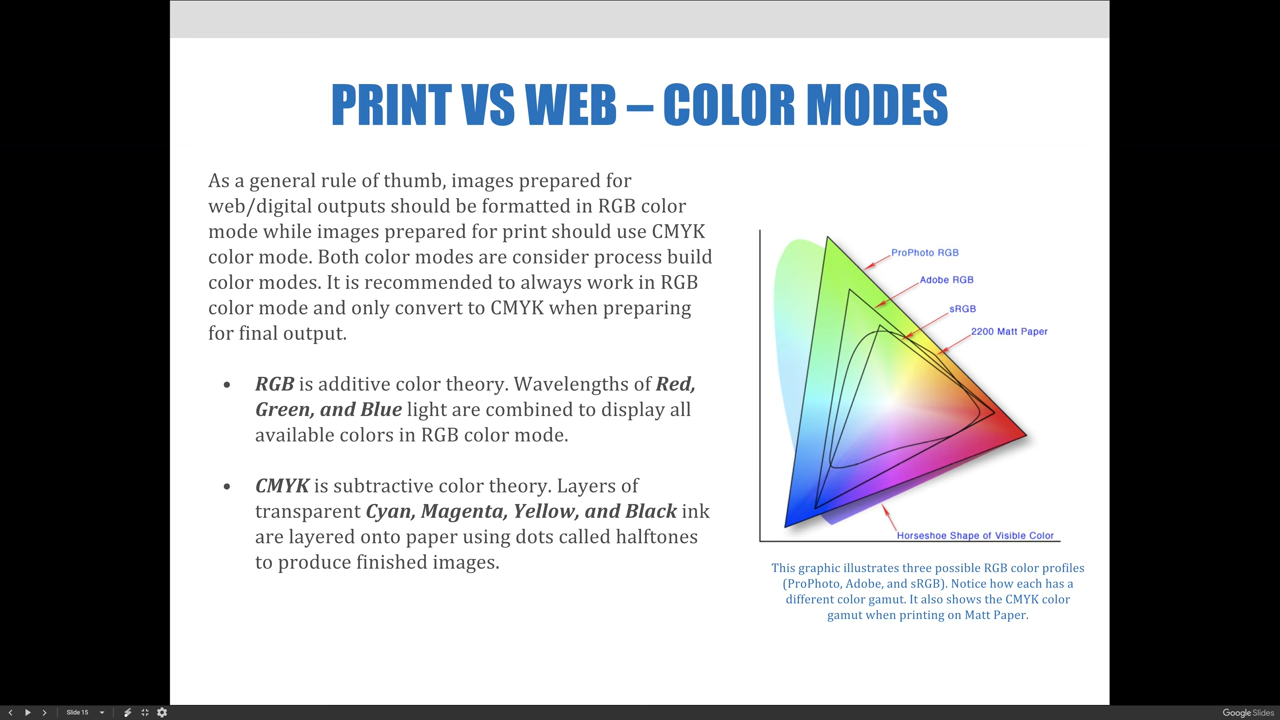 PRINT VS WEB – COLOR MODES
As a general rule of thumb, images prepared for
web/digital outputs should be formatted in RGB color
mode while images prepared for print should use CMYK
color mode. Both color modes are consider process build
color modes. It is recommended to always work in RGB
color mode and only convert to CMYK when preparing
for final output.
• RGB is additive color theory. Wavelengths of Red,
Green, and Blue light are combined to display all
available colors in RGB color mode.
• CMYK is subtractive color theory. Layers of
transparent Cyan, Magenta, Yellow, and Black ink
are layered onto paper using dots called halftones
to produce finished images.
ProPhoto RGB
Adobe RGB
sRGB
2200 Matt Paper
Horseshoe Shape of Visible Color
This graphic illustrates three possible RGB color profiles
(ProPhoto, Adobe, and sRGB). Notice how each has a
different color gamut. It also shows the CMYK color
gamut when printing on Matt Paper.
Slide 15
Google Slides